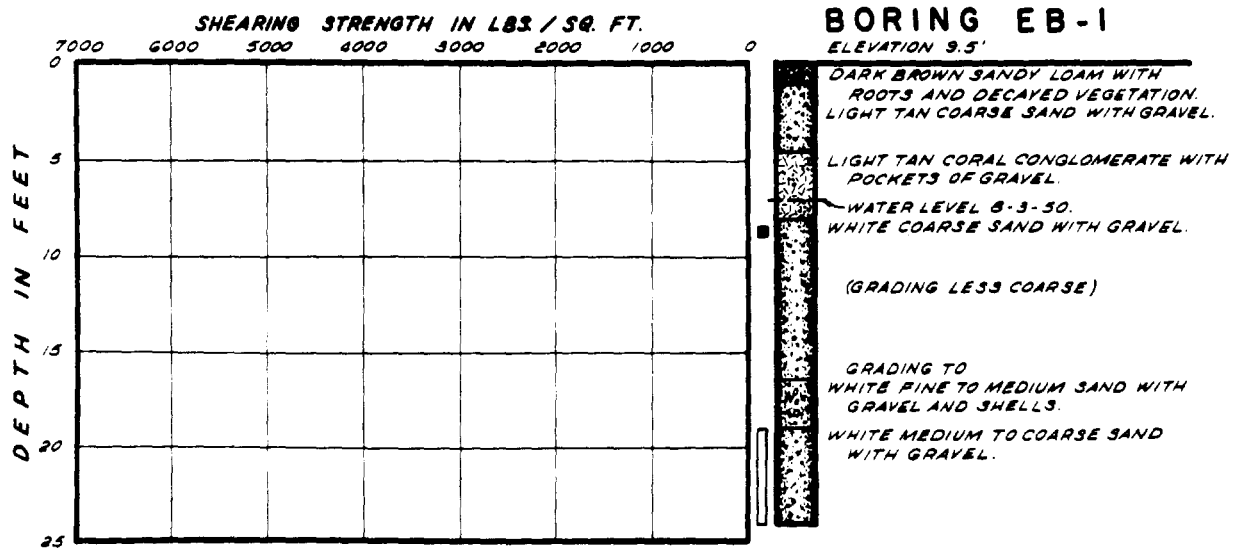 SHEARING STRENGTH IN LBS./SQ. FT.
BORING EB-1
7000 6000 5000 4000 3000 2000 1000 0
ELEVATION 9.5'
DEPTH IN FEET
0
5
10
15
20
25
DARK BROWN SANDY LOAM WITH
ROOTS AND DECAYED VEGETATION.
LIGHT TAN COARSE SAND WITH GRAVEL.
LIGHT TAN CORAL CONGLOMERATE WITH
POCKETS OF GRAVEL.
WATER LEVEL 8-3-50.
WHITE COARSE SAND WITH GRAVEL.
(GRADING LESS COARSE)
GRADING TO
WHITE FINE TO MEDIUM SAND WITH
GRAVEL AND SHELLS.
WHITE MEDIUM TO COARSE SAND
WITH GRAVEL.